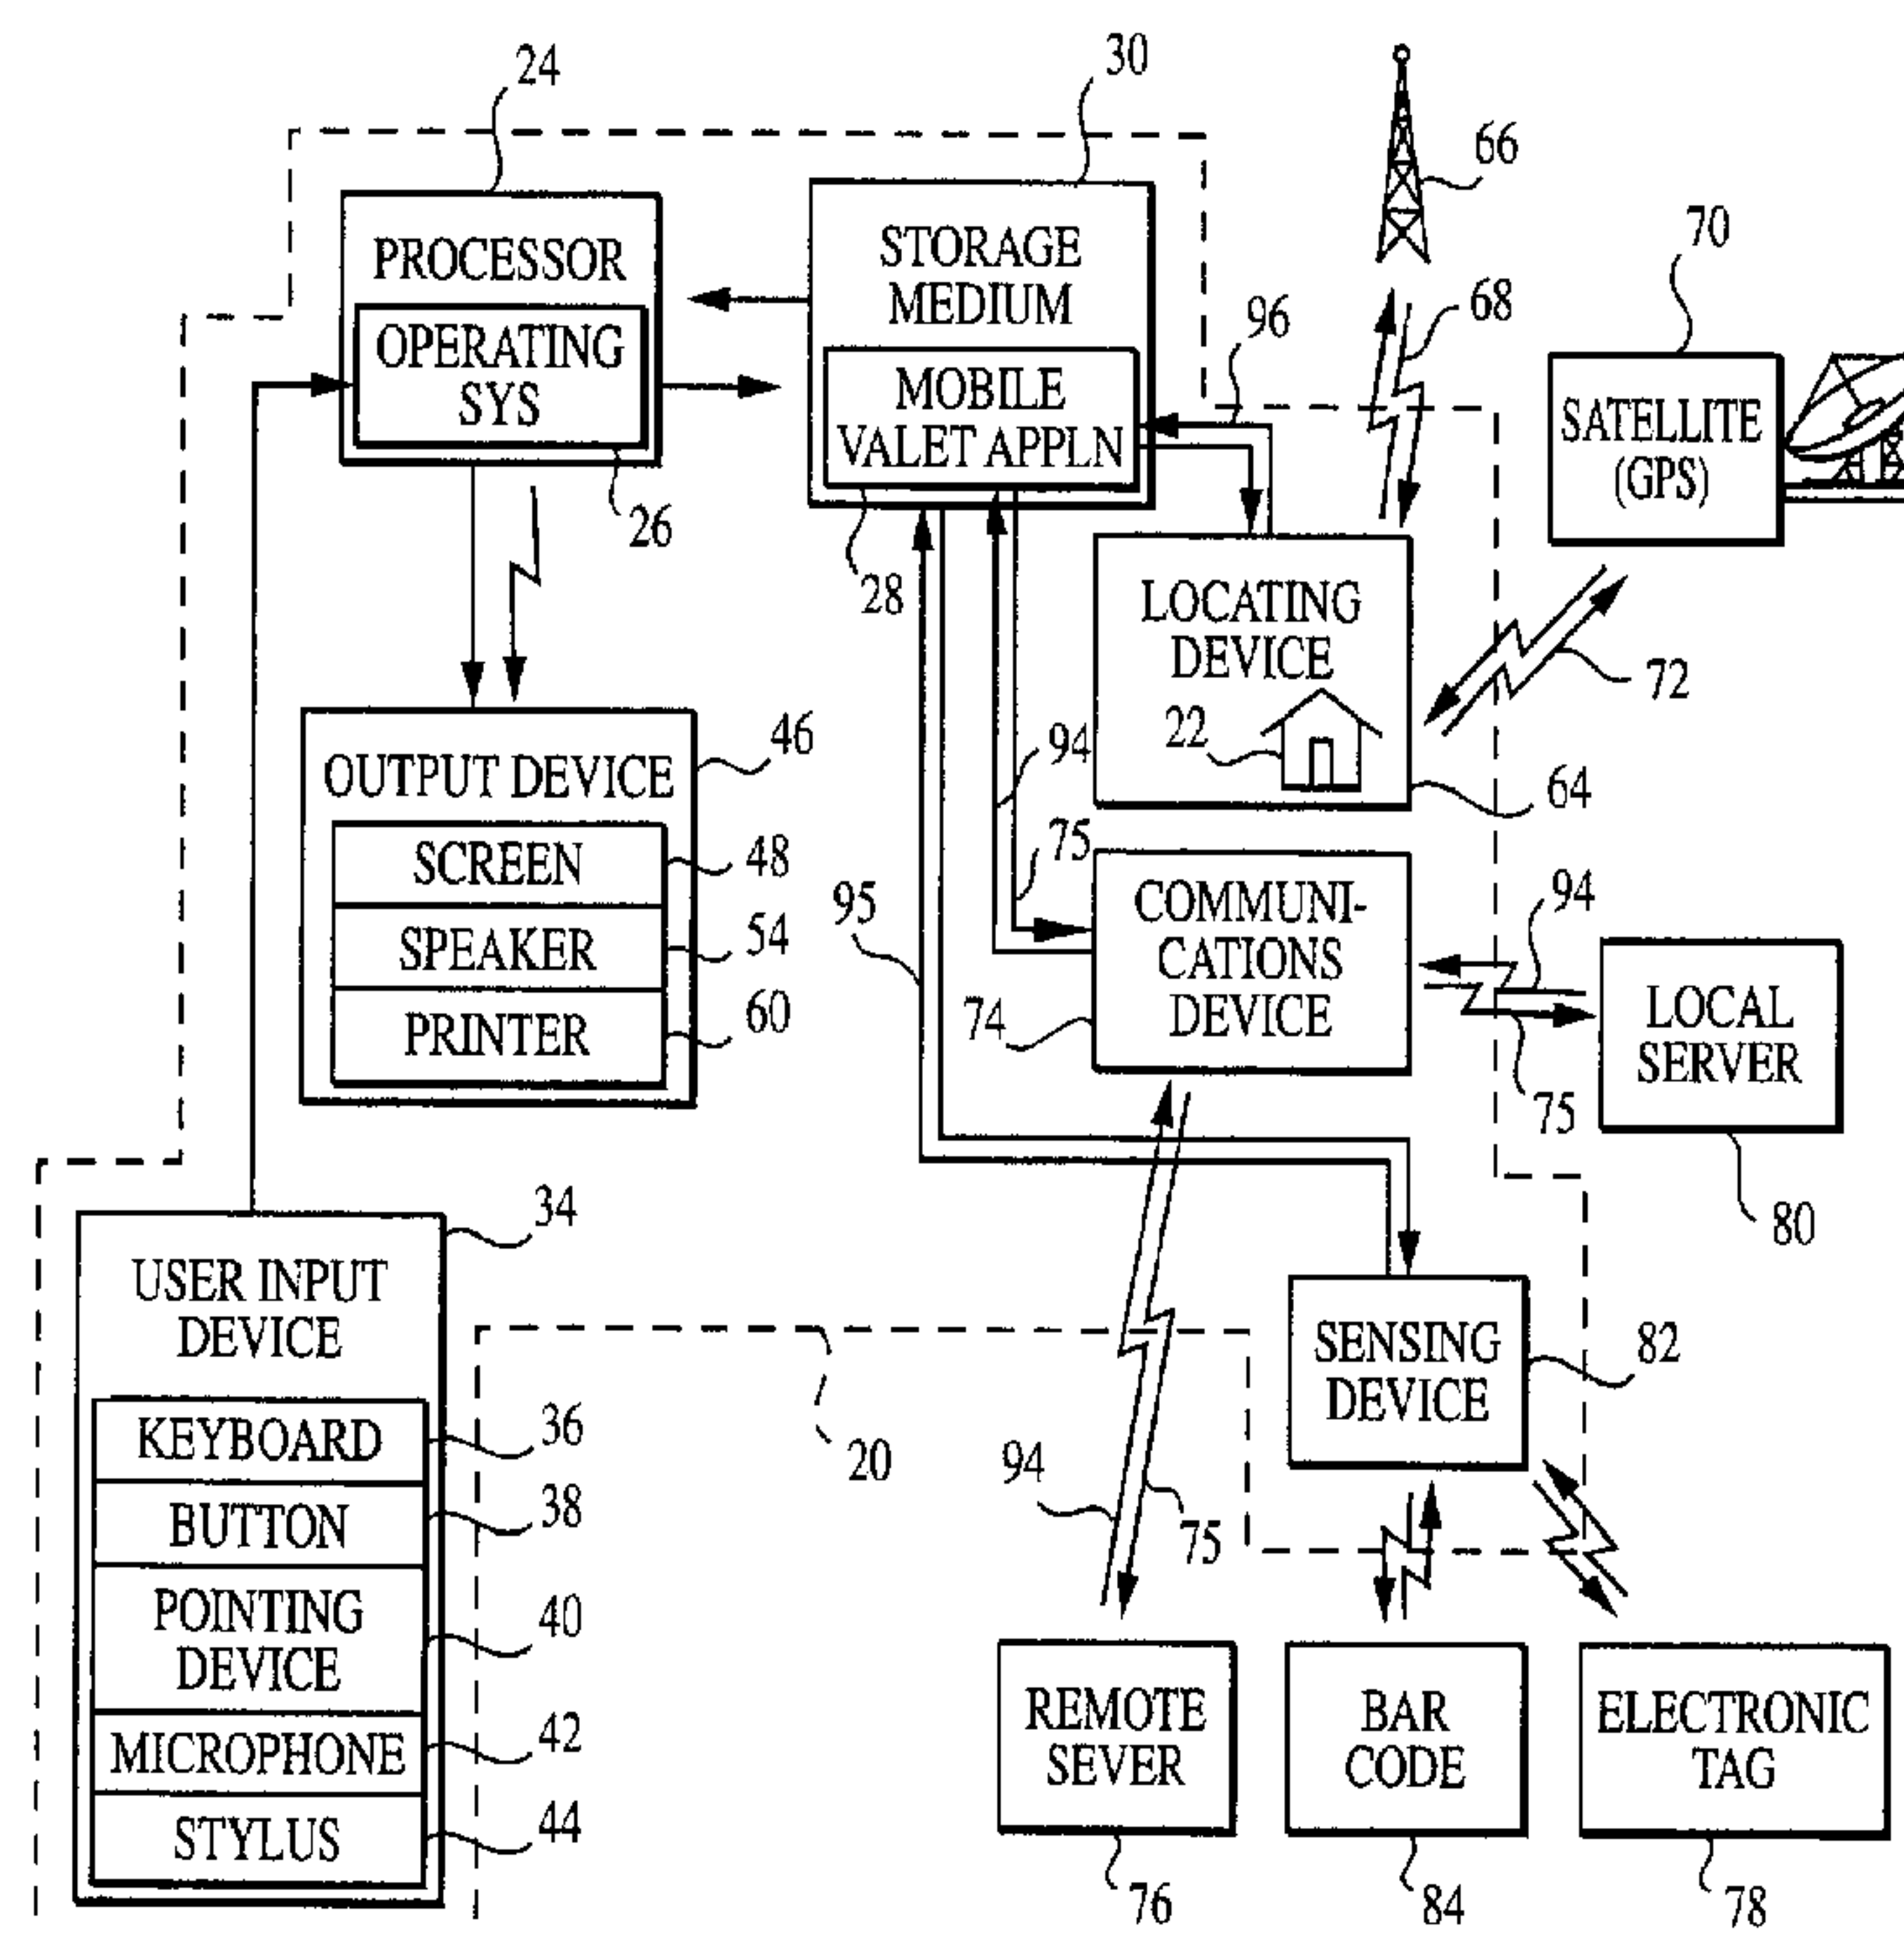 24
30
66
PROCESSOR
STORAGE
MEDIUM
70
68
96
OPERATING
SYS
MOBILE
VALET APPLN
SATELLITE
(GPS)
26
28
LOCATING
DEVICE
72
22
64
46
OUTPUT DEVICE
SCREEN
48
SPEAKER
54
PRINTER
60
94
75
95
COMMUNI-
CATIONS
DEVICE
74
94
75
LOCAL
SERVER
80
34
USER INPUT
DEVICE
KEYBOARD
36
BUTTON
38
POINTING
DEVICE
40
MICROPHONE
42
STYLUS
44
20
SENSING
DEVICE
82
94
75
REMOTE
SEVER
76
BAR
CODE
84
ELECTRONIC
TAG
78